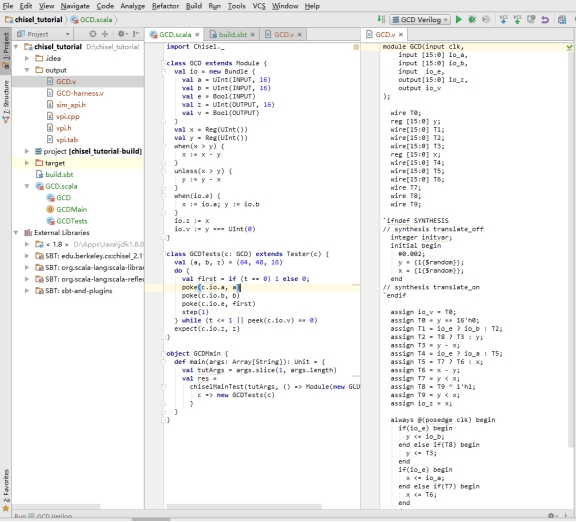 File Edit View Navigate Code Analyze Refactor Build Run Tools VCS Window Help
chisel_tutorial GCD.scala
GCD Verilog
Project
GCD.scala build.sbt GCD.v
GCD.v
1: Project
2: Structure
2: Favorites
chisel_tutorial D:\chisel_tutorial
.idea
output
GCD.v
GCD-harness.v
sim_api.h
vpi.cpp
vpi.h
vpi.tab
project [chisel_tutorial-build]
target
build.sbt
GCD.scala
GCD
GCDMain
GCDTests
External Libraries
< 1.8 > D:\Apps\Java\jdk1.8.0
SBT: edu.berkeley.cs:chisel_2.11
SBT: org.scala-lang:scala-librar
SBT: org.scala-lang:scala-reflec
SBT: sbt-and-plugins
import Chisel._
class GCD extends Module {
val io = new Bundle {
val a = UInt(INPUT, 16)
val b = UInt(INPUT, 16)
val e = Bool(INPUT)
val z = UInt(OUTPUT, 16)
val v = Bool(OUTPUT)
}
val x = Reg(UInt())
val y = Reg(UInt())
when(x > y) {
x := x - y
}
unless(x > y) {
y := y - x
}
when(io.e) {
x := io.a; y := io.b
}
io.z := x
io.v := y === UInt(0)
}
class GCDTests(c: GCD) extends Tester(c) {
val (a, b, z) = (64, 48, 16)
do {
val first = if (t == 0) 1 else 0;
poke(c.io.a, a)
poke(c.io.b, b)
poke(c.io.e, first)
step(1)
} while (t <= 1 || peek(c.io.v) == 0)
expect(c.io.z, z)
}
object GCDMain {
def main(args: Array[String]): Unit = {
val tutArgs = args.slice(1, args.length)
val res =
chiselMainTest(tutArgs, () => Module(new GCD
c => new GCDTests(c)
}
}
}
module GCD(input clk,
input [15:0] io_a,
input [15:0] io_b,
input io_e,
output[15:0] io_z,
output io_v
);
wire T0;
reg [15:0] y;
wire[15:0] T1;
wire[15:0] T2;
wire[15:0] T3;
reg [15:0] x;
wire[15:0] T4;
wire[15:0] T5;
wire[15:0] T6;
wire T7;
wire T8;
wire T9;
`ifndef SYNTHESIS
// synthesis translate_off
integer initvar;
initial begin
#0.002;
y = {1{$random}};
x = {1{$random}};
end
// synthesis translate_on
`endif
assign io_v = T0;
assign T0 = y == 16'h0;
assign T1 = io_e ? io_b : T2;
assign T2 = T8 ? T3 : y;
assign T3 = y - x;
assign T4 = io_e ? io_a : T5;
assign T5 = T7 ? T6 : x;
assign T6 = x - y;
assign T7 = y < x;
assign T8 = T9 ^ 1'h1;
assign T9 = y < x;
assign io_z = x;
always @(posedge clk) begin
if(io_e) begin
y <= io_b;
end else if(T8) begin
y <= T3;
end
if(io_e) begin
x <= io_a;
end else if(T7) begin
x <= T6;
end
Run GCD Verilog